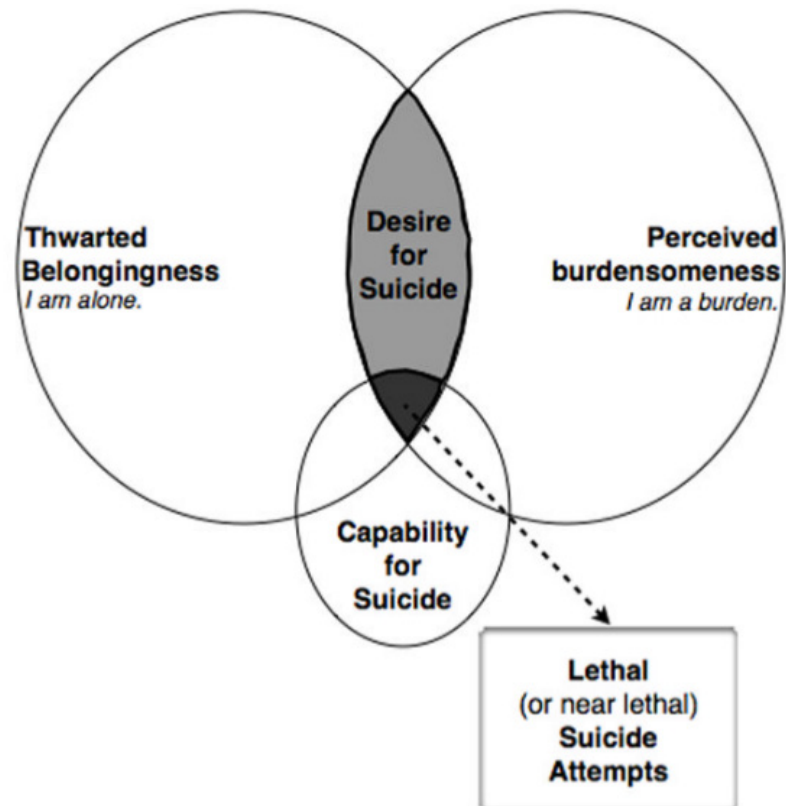 Thwarted
Belongingness
I am alone.
Desire
for
Suicide
Perceived
burdensomeness
I am a burden.
Capability
for
Suicide
Lethal
(or near lethal)
Suicide
Attempts